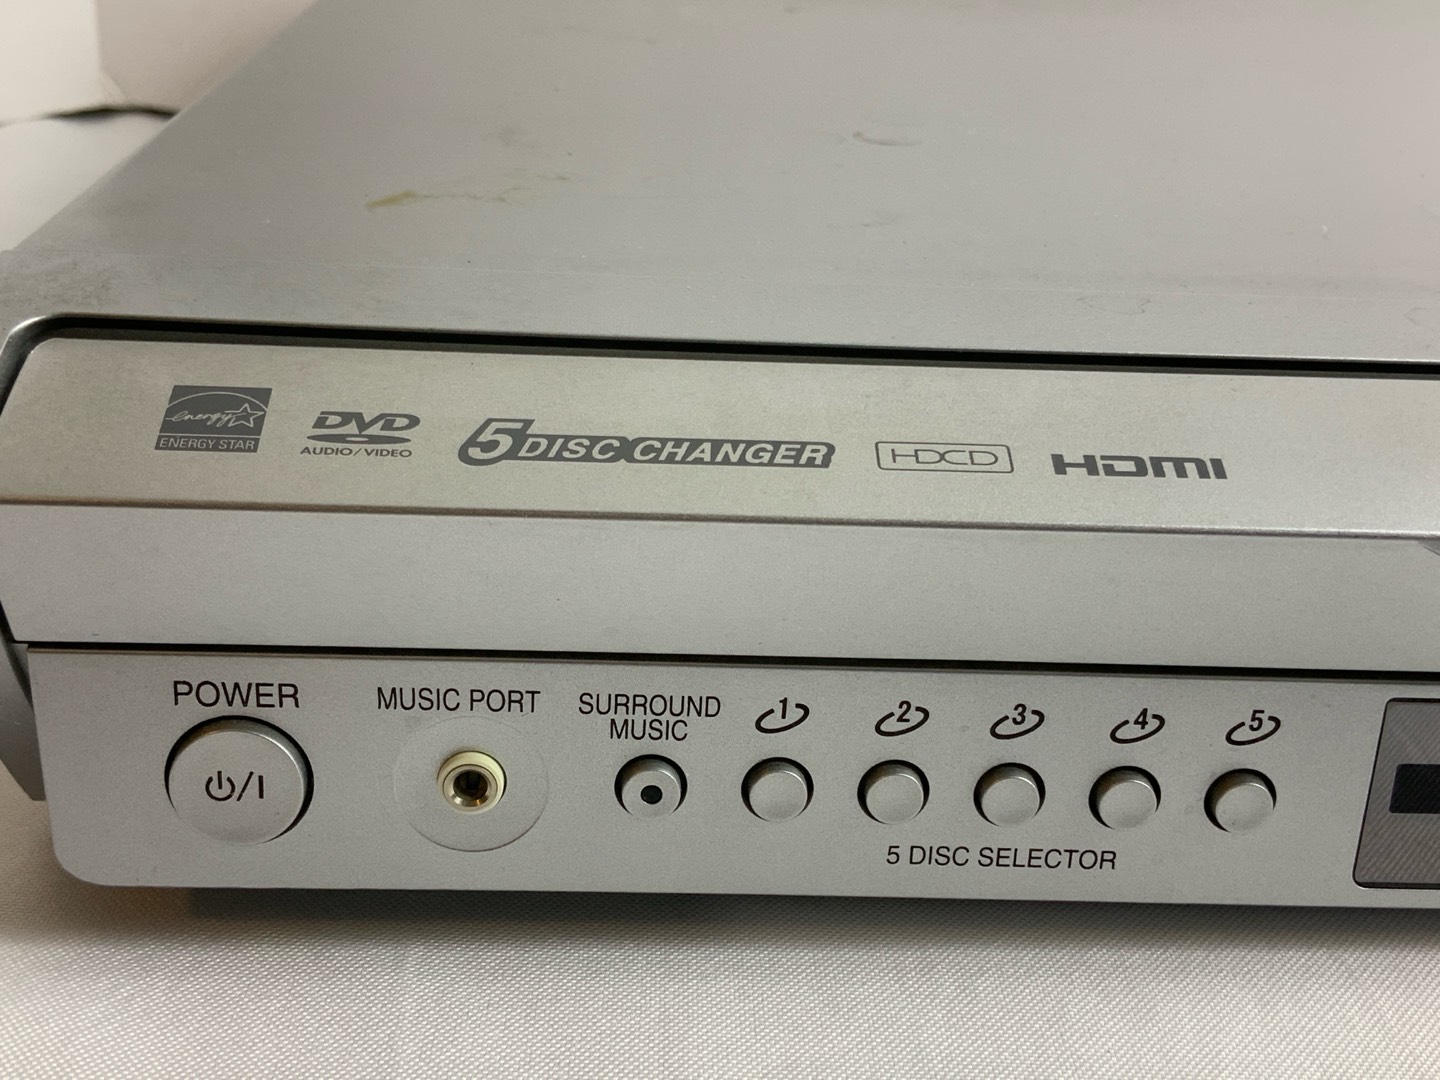 energy
ENERGY STAR
DVD
AUDIO/VIDEO
5 DISC CHANGER
HDCD
HDMI
POWER
MUSIC PORT
SURROUND
MUSIC
1 2 3 4 5
5 DISC SELECTOR